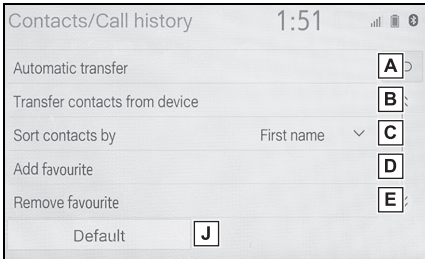 Contacts/Call history 1:51
Automatic transfer A
Transfer contacts from device B
Sort contacts by First name C
Add favourite D
Remove favourite E
Default J